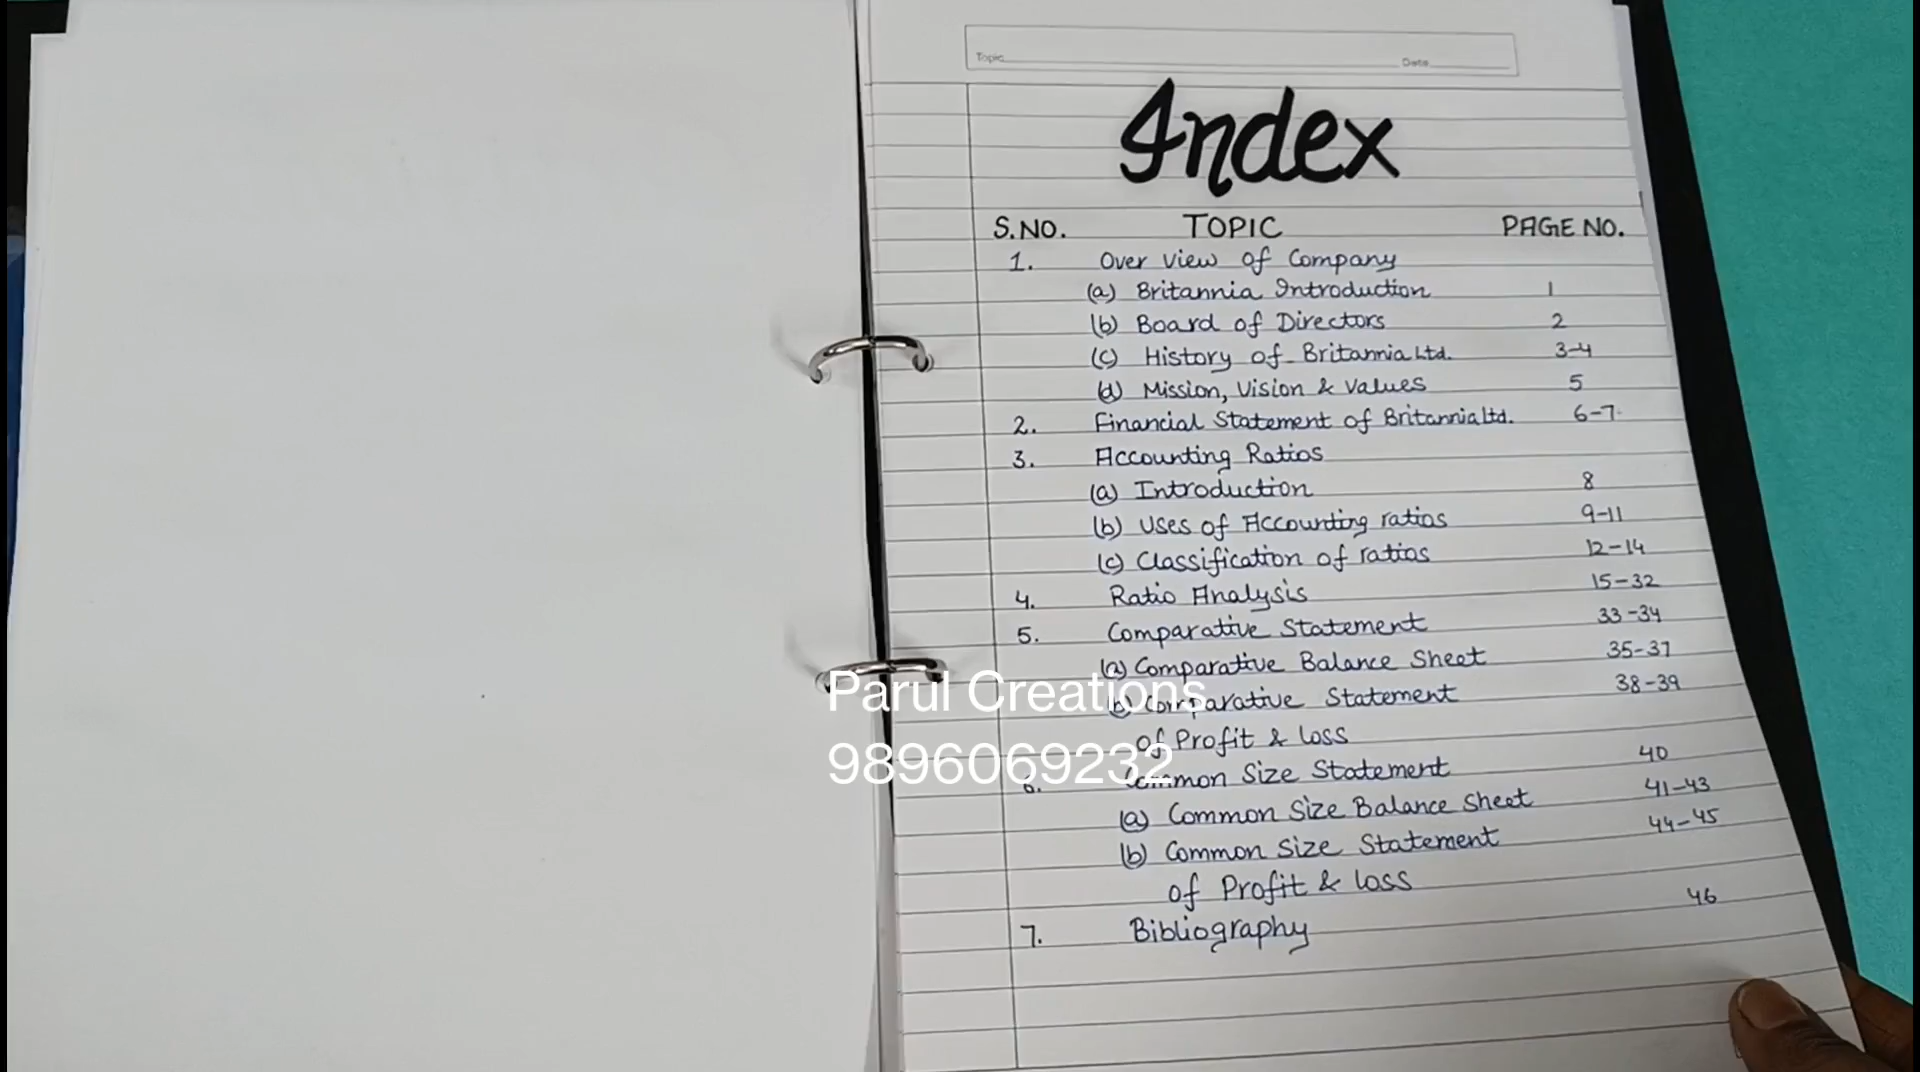 Topic Date
Index
S.NO. TOPIC PAGE NO.
1. Over view of Company
(a) Britannia Introduction 1
(b) Board of Directors 2
(c) History of Britannia Ltd. 3-4
(d) Mission, Vision & Values 5
2. Financial Statement of Britannia Ltd. 6-7
3. Accounting Ratios
(a) Introduction 8
(b) Uses of Accounting ratios 9-11
(c) Classification of ratios 12-14
4. Ratio Analysis 15-32
5. Comparative Statement 33-34
(a) Comparative Balance Sheet 35-37
Parul Creations
(b) Comparative Statement 38-39
of Profit & loss
9896069232
6. Common Size Statement 40
(a) Common Size Balance Sheet 41-43
(b) Common Size Statement 44-45
of Profit & loss
7. Bibliography 46